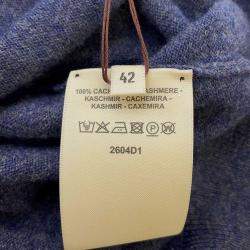 42
100% CACHEMIRE - CASHMERE -
KASCHMIR - CACHEMIRA -
KASHMIR - CAXEMIRA
2604D1